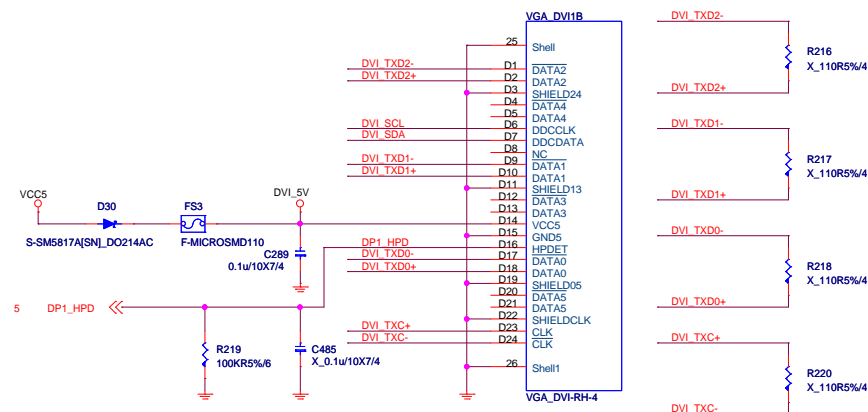 VGA_DVI1B
DVI_TXD2-
25 Shell
R216
X_110R5%/4
DVI_TXD2- D1 DATA2
DVI_TXD2+ D2 DATA2
D3 SHIELD24
DVI_TXD2+
D4 DATA4
D5 DATA4
DVI_SCL D6 DDCCLK
DVI_TXD1-
DVI_SDA D7 DDCDATA
D8 NC
DVI_TXD1- D9 DATA1
R217
X_110R5%/4
DVI_TXD1+ D10 DATA1
D11 SHIELD13
DVI_TXD1+
D12 DATA3
D13 DATA3
VCC5
D30
FS3
DVI_5V
D14 VCC5
S-SM5817A[SN]_DO214AC
F-MICROSMD110
D15 GND5
DVI_TXD0-
DP1_HPD D16 HPDET
C289
0.1u/10X7/4
DVI_TXD0- D17 DATA0
DVI_TXD0+ D18 DATA0
R218
X_110R5%/4
D19 SHIELD05
D20 DATA5
5 DP1_HPD
D21 DATA5
DVI_TXD0+
D22 SHIELDCLK
DVI_TXC+ D23 CLK
DVI_TXC- D24 CLK
DVI_TXC+
R219
100KR5%/6
C485
X_0.1u/10X7/4
26 Shell1
R220
X_110R5%/4
VGA_DVI-RH-4
DVI_TXC-